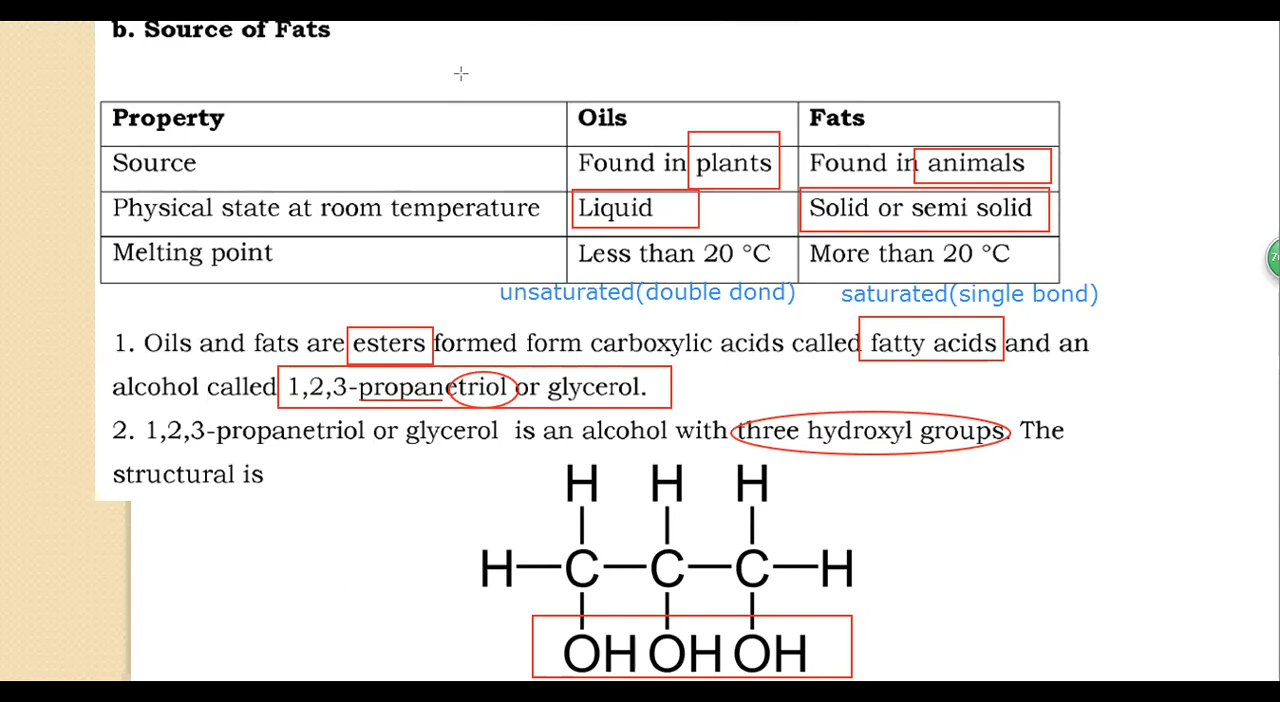 b. Source of Fats
Property Oils Fats
Source Found in plants Found in animals
Physical state at room temperature Liquid Solid or semi solid
Melting point Less than 20 °C More than 20 °C
unsaturated(double dond) saturated(single bond)
1. Oils and fats are esters formed form carboxylic acids called fatty acids and an
alcohol called 1,2,3-propanetriol or glycerol.
2. 1,2,3-propanetriol or glycerol is an alcohol with three hydroxyl groups. The
structural is
H H H
H—C—C—C—H
OH OH OH